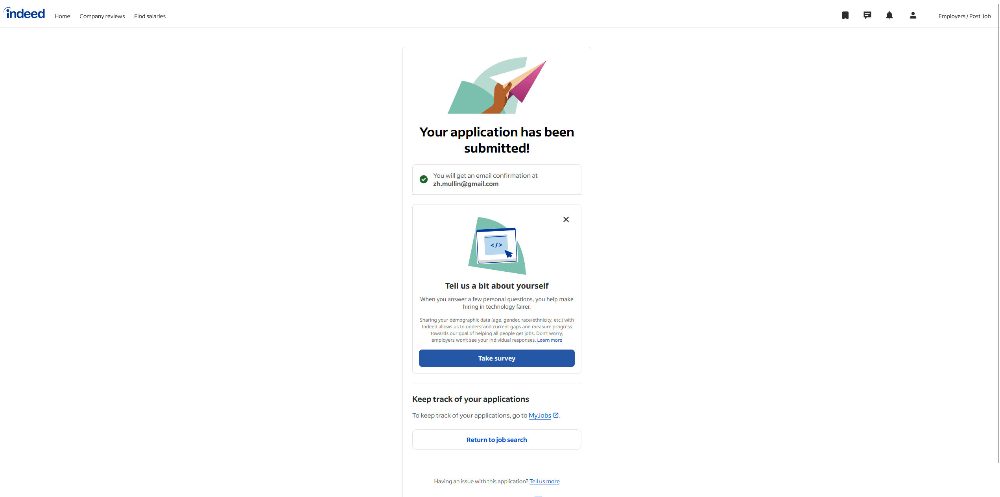 indeed
Home
Company reviews
Find salaries
Employers / Post Job
Your application has been
submitted!
You will get an email confirmation at
zh.mullin@gmail.com
</>
Tell us a bit about yourself
When you answer a few personal questions, you help make
hiring in technology fairer.
Sharing your demographic data (age, gender, race/ethnicity, etc.) with
Indeed allows us to understand current gaps and measure progress
towards our goal of helping all people get jobs. Don't worry,
employers won't see your individual responses. Learn more
Take survey
Keep track of your applications
To keep track of your applications, go to MyJobs.
Return to job search
Having an issue with this application? Tell us more